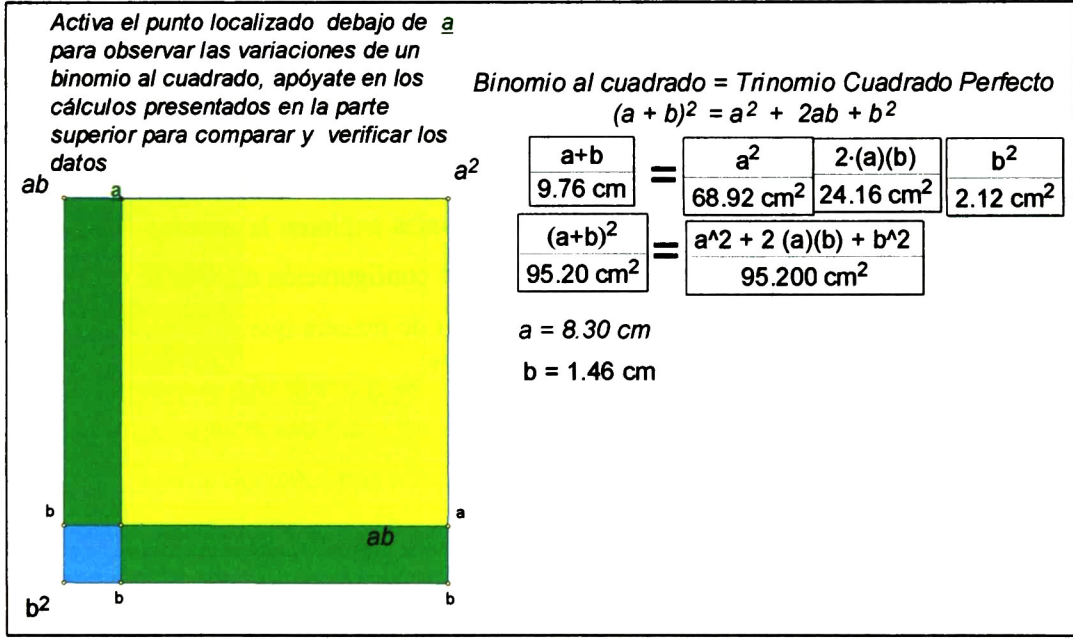 Activa el punto localizado debajo de a
para observar las variaciones de un
binomio al cuadrado, apóyate en los
cálculos presentados en la parte
superior para comparar y verificar los
datos
Binomio al cuadrado = Trinomio Cuadrado Perfecto
(a + b)² = a² + 2ab + b²
a+b
9.76 cm
=
a²
68.92 cm²
2·(a)(b)
24.16 cm²
b²
2.12 cm²
(a+b)²
95.20 cm²
=
a^2 + 2 (a)(b) + b^2
95.200 cm²
a = 8.30 cm
b = 1.46 cm
ab
a
a²
b
a
ab
b²
b
b